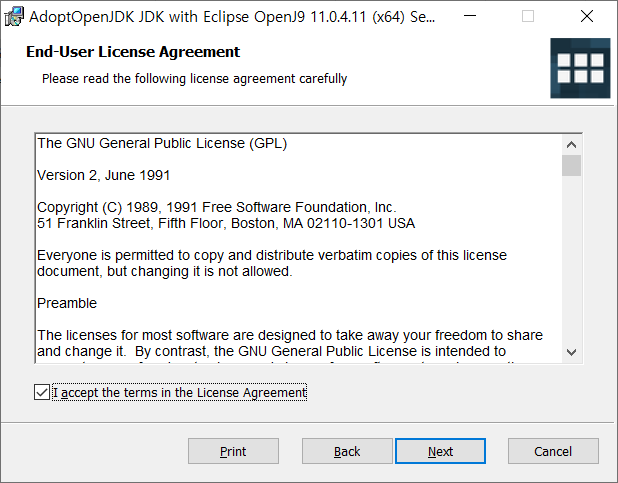 AdoptOpenJDK JDK with Eclipse OpenJ9 11.0.4.11 (x64) Se...
End-User License Agreement
Please read the following license agreement carefully
The GNU General Public License (GPL)
Version 2, June 1991
Copyright (C) 1989, 1991 Free Software Foundation, Inc.
51 Franklin Street, Fifth Floor, Boston, MA 02110-1301 USA
Everyone is permitted to copy and distribute verbatim copies of this license
document, but changing it is not allowed.
Preamble
The licenses for most software are designed to take away your freedom to share
and change it.  By contrast, the GNU General Public License is intended to
I accept the terms in the License Agreement
Print
Back
Next
Cancel